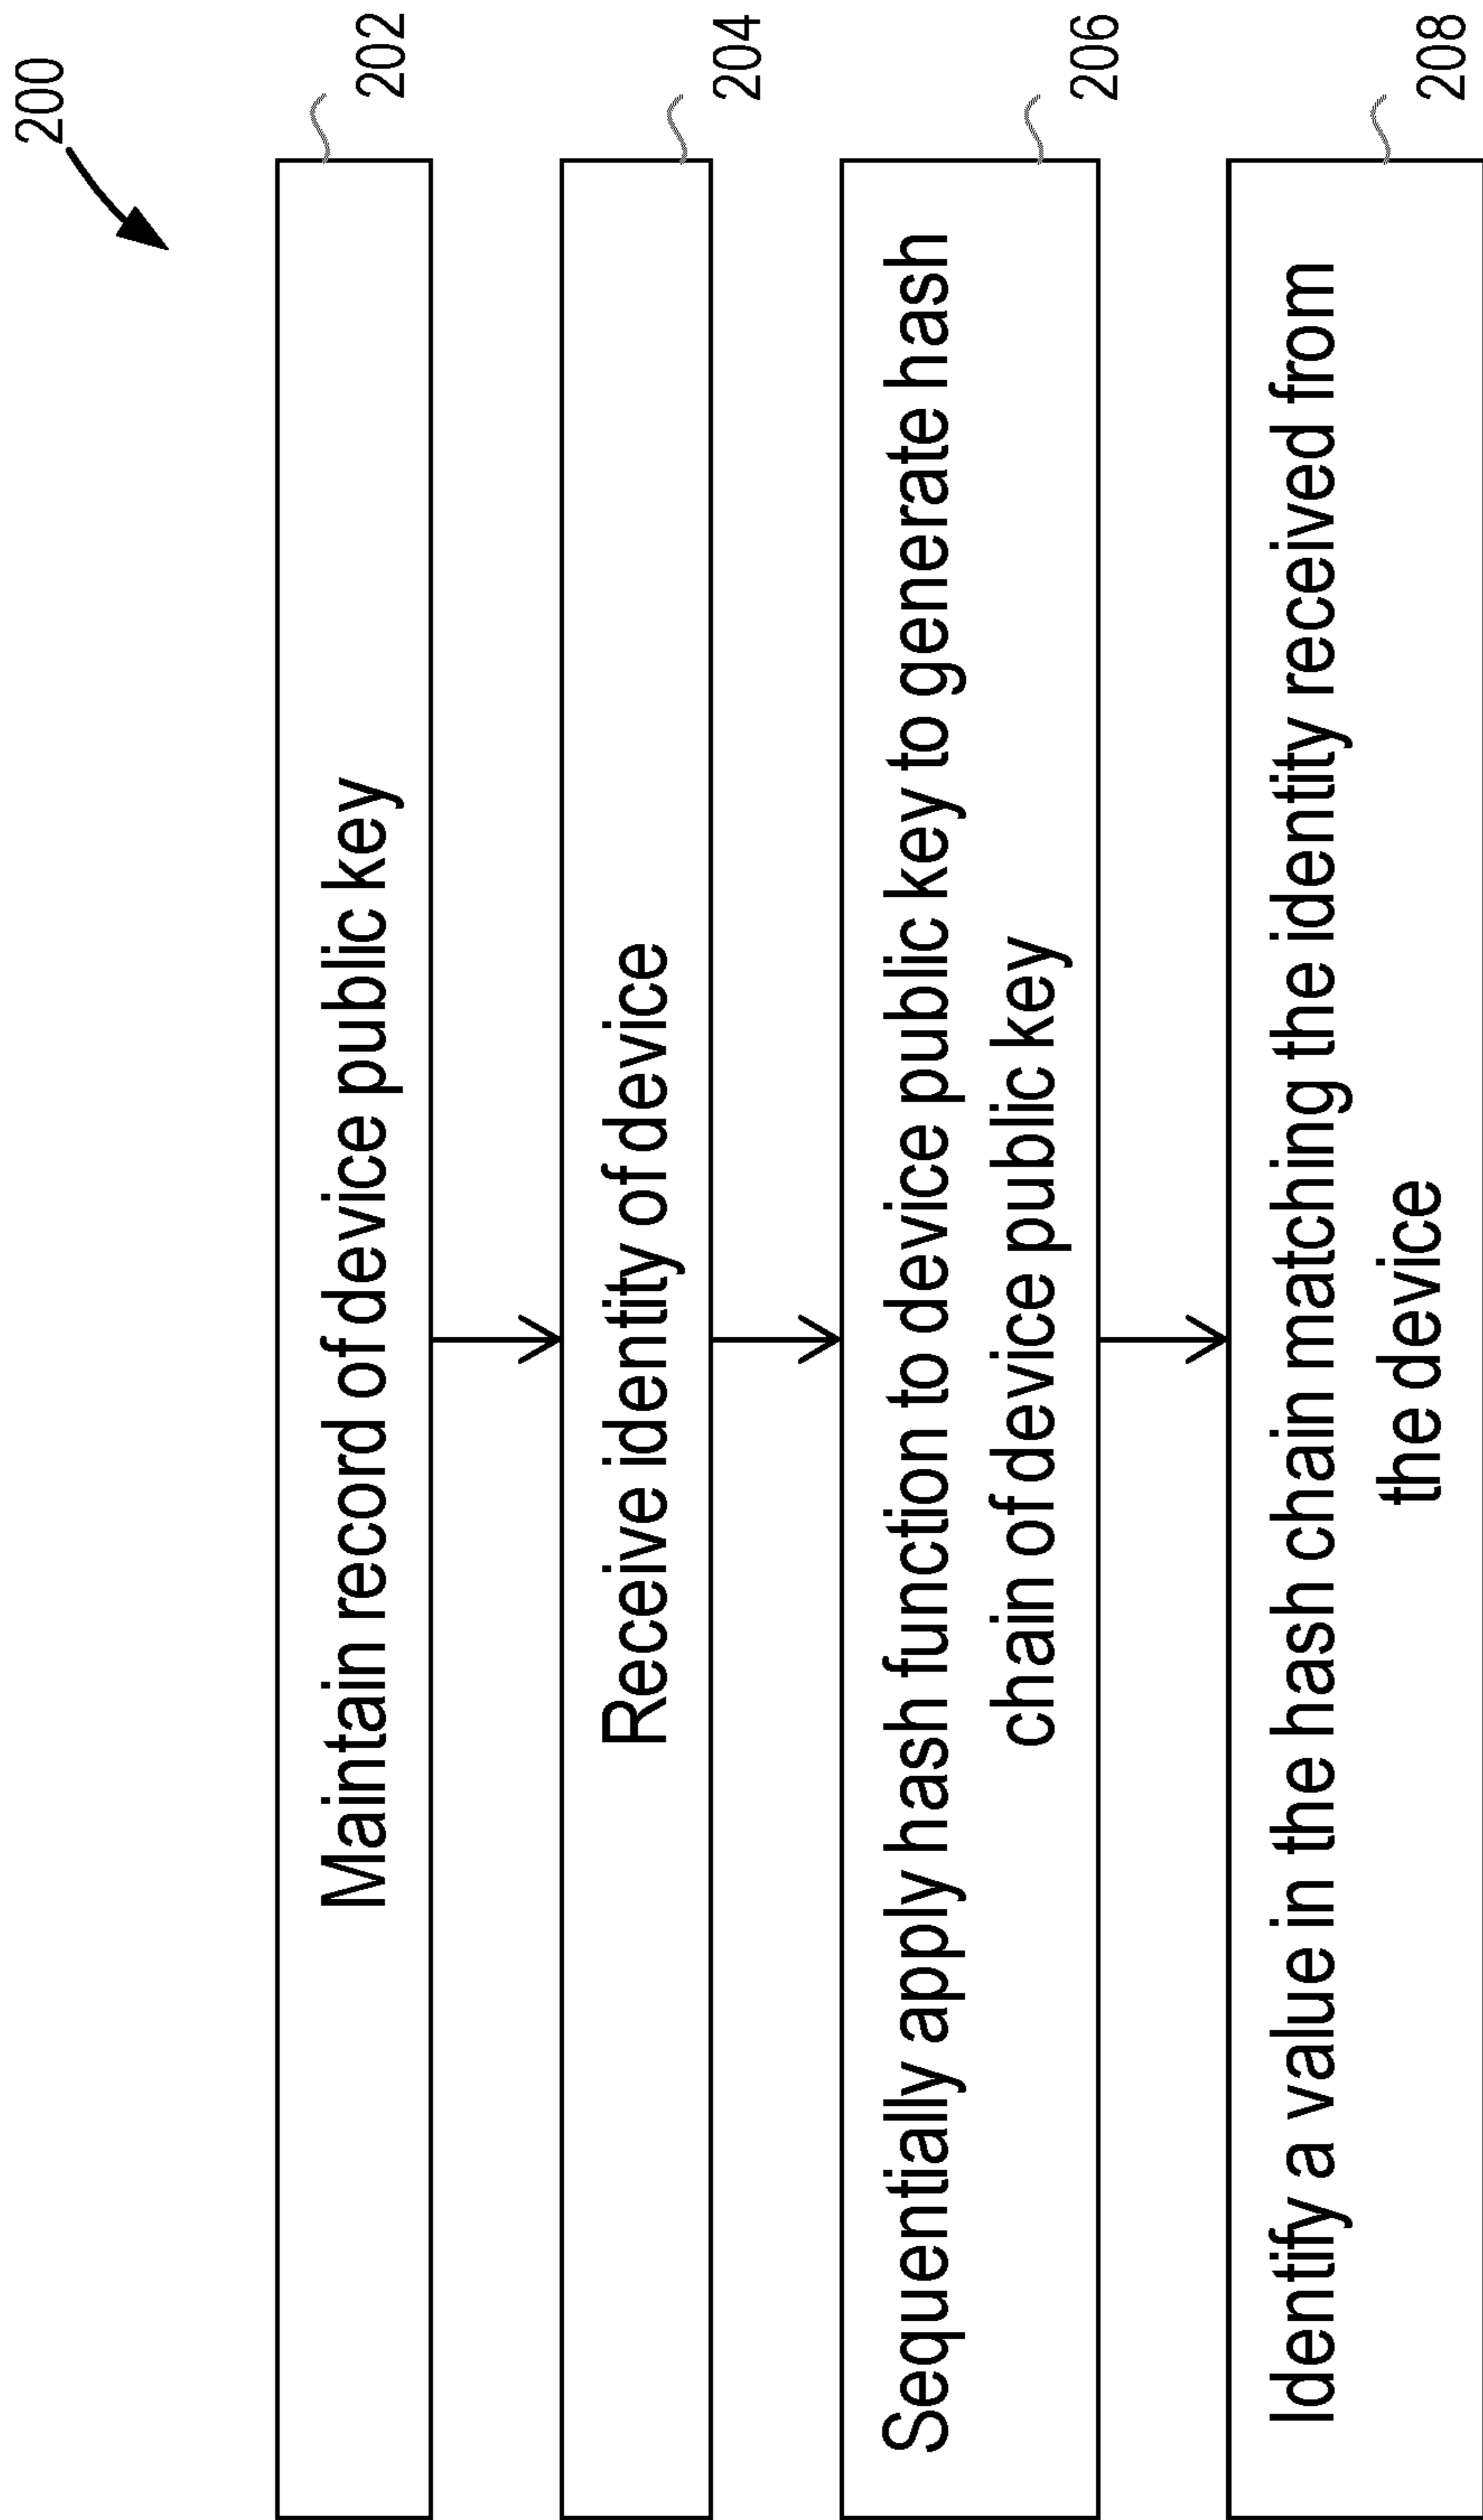 200
Maintain record of device public key
202
Receive identity of device
204
Sequentially apply hash function to device public key to generate hash
chain of device public key
206
Identify a value in the hash chain matching the identity received from
the device
208